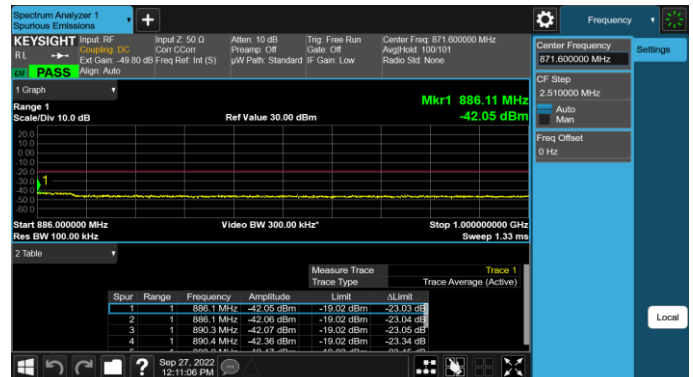 Spectrum Analyzer 1
Spurious Emissions
Frequency
KEYSIGHT
RL
LXI
PASS
Input: RF
Coupling: DC
Ext Gain: -49.80 dB
Align: Auto
Input Z: 50 Ω
Corr CCorr
Freq Ref: Int (S)
Atten: 10 dB
Preamp: Off
µW Path: Standard
Trig: Free Run
Gate: Off
IF Gain: Low
Center Freq: 871.600000 MHz
Avg|Hold: 100/101
Radio Std: None
Center Frequency
871.600000 MHz
Settings
CF Step
2.510000 MHz
Auto
Man
Freq Offset
0 Hz
1 Graph
Range 1
Scale/Div 10.0 dB
Ref Value 30.00 dBm
Mkr1 886.11 MHz
-42.05 dBm
20.0
10.0
0.00
-10.0
-20.0
-30.0
-40.0
-50.0
-60.0
1
Start 886.000000 MHz
Res BW 100.00 kHz
Video BW 300.00 kHz*
Stop 1.000000000 GHz
Sweep 1.33 ms
2 Table
Measure Trace Trace 1
Trace Type Trace Average (Active)
Spur Range Frequency Amplitude Limit ΔLimit
1 1 886.1 MHz -42.05 dBm -19.02 dBm -23.03 dB
2 1 886.1 MHz -42.06 dBm -19.02 dBm -23.04 dB
3 1 890.3 MHz -42.07 dBm -19.02 dBm -23.05 dB
4 1 890.4 MHz -42.36 dBm -19.02 dBm -23.34 dB
Local
?
Sep 27, 2022
12:11:06 PM